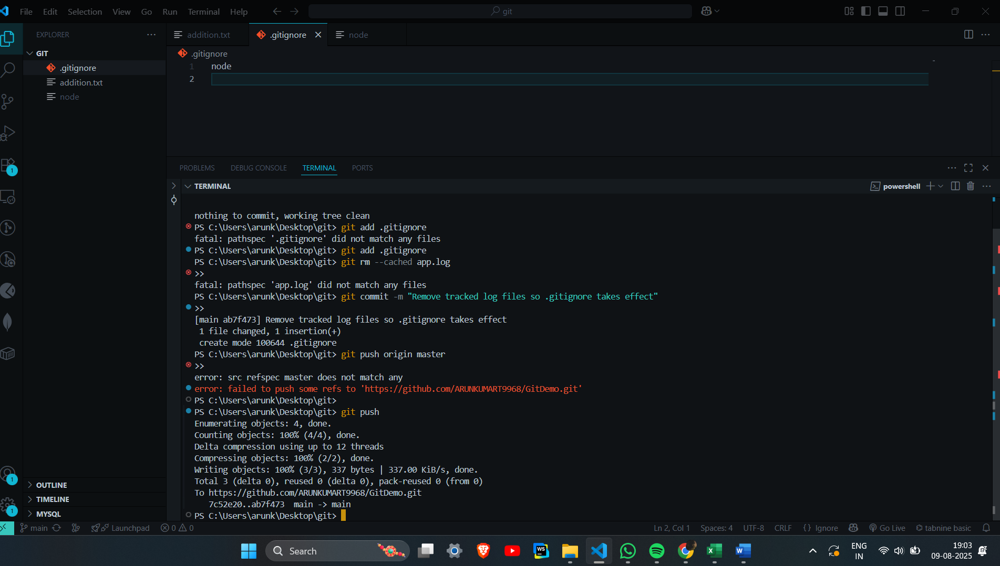 File Edit Selection View Go Run Terminal Help
git
EXPLORER
addition.txt
.gitignore
node
GIT
.gitignore
addition.txt
node
.gitignore
1 node
2
PROBLEMS DEBUG CONSOLE TERMINAL PORTS
TERMINAL
powershell
nothing to commit, working tree clean
PS C:\Users\arunk\Desktop\git> git add .gitignore
fatal: pathspec '.gitignore' did not match any files
PS C:\Users\arunk\Desktop\git> git add .gitignore
PS C:\Users\arunk\Desktop\git> git rm --cached app.log
>>
fatal: pathspec 'app.log' did not match any files
PS C:\Users\arunk\Desktop\git> git commit -m "Remove tracked log files so .gitignore takes effect"
>>
[main ab7f473] Remove tracked log files so .gitignore takes effect
1 file changed, 1 insertion(+)
create mode 100644 .gitignore
PS C:\Users\arunk\Desktop\git> git push origin master
>>
error: src refspec master does not match any
error: failed to push some refs to 'https://github.com/ARUNKUMART9968/GitDemo.git'
PS C:\Users\arunk\Desktop\git>
PS C:\Users\arunk\Desktop\git> git push
Enumerating objects: 4, done.
Counting objects: 100% (4/4), done.
Delta compression using up to 12 threads
Compressing objects: 100% (2/2), done.
Writing objects: 100% (3/3), 337 bytes | 337.00 KiB/s, done.
Total 3 (delta 0), reused 0 (delta 0), pack-reused 0 (from 0)
To https://github.com/ARUNKUMART9968/GitDemo.git
7c52e20..ab7f473 main -> main
PS C:\Users\arunk\Desktop\git>
1
1
1
OUTLINE
TIMELINE
MYSQL
main Launchpad 0 0 Ln 2, Col 1 Spaces: 4 UTF-8 CRLF {} Ignore Go Live tabnine basic
Search
WS
ENG
IN
19:03
09-08-2025